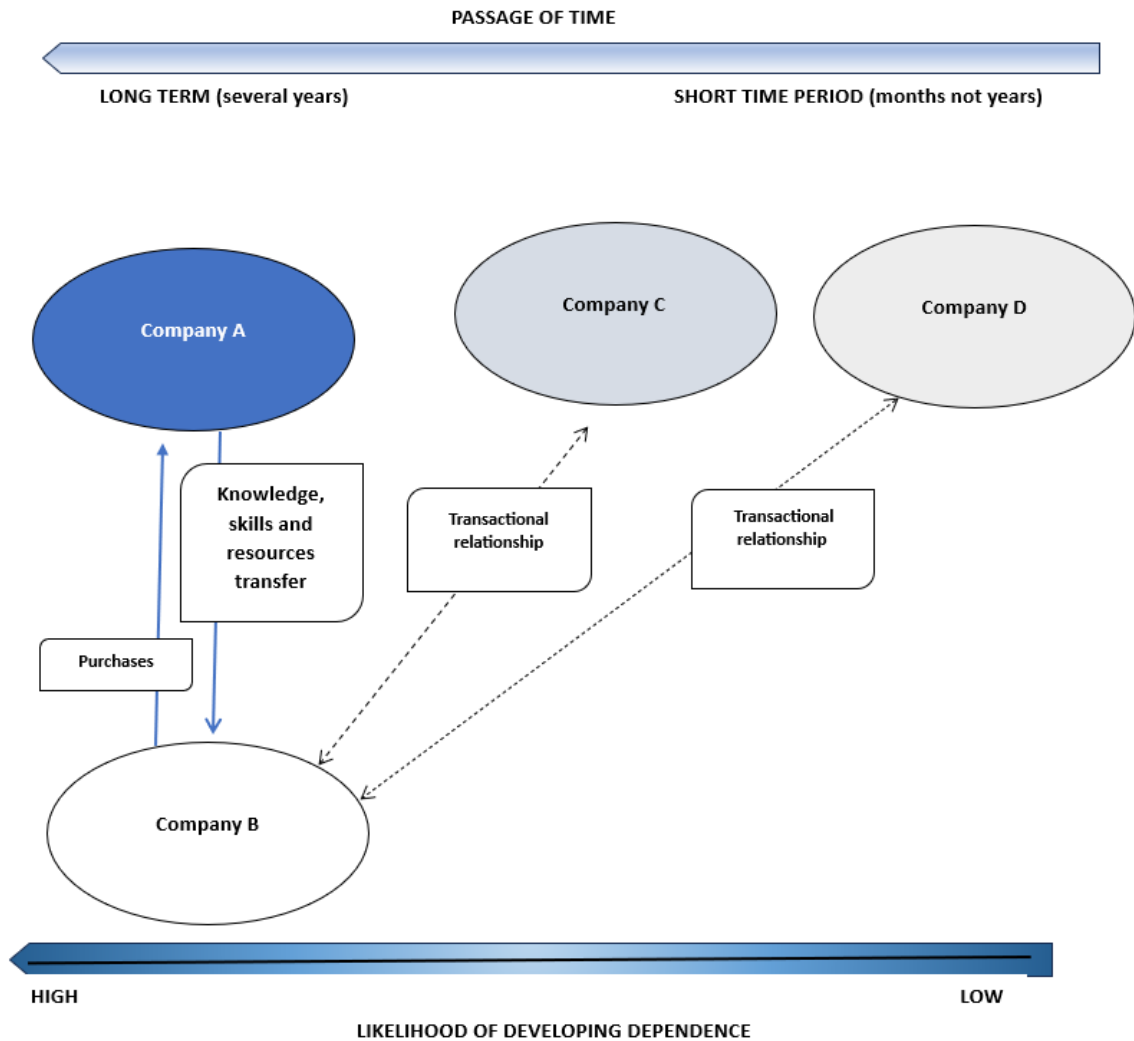 PASSAGE OF TIME
LONG TERM (several years)
SHORT TIME PERIOD (months not years)
Company A
Company C
Company D
Knowledge,
skills and
resources
transfer
Transactional
relationship
Transactional
relationship
Purchases
Company B
HIGH
LOW
LIKELIHOOD OF DEVELOPING DEPENDENCE